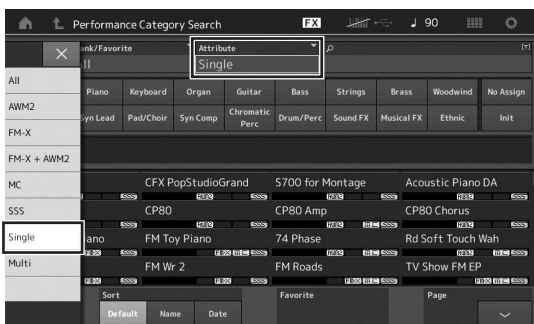 Performance Category Search FX 90
ank/Favorite Attribute
ll Single
All
AWM2
FM-X
FM-X + AWM2
MC
SSS
Single
Multi
Piano Keyboard Organ Guitar Bass Strings Brass Woodwind No Assign
Syn Lead Pad/Choir Syn Comp Chromatic Perc Drum/Perc Sound FX Musical FX Ethnic Init
CFX PopStudioGrand S700 for Montage Acoustic Piano DA
CP80 CP80 Amp CP80 Chorus
iano FM Toy Piano 74 Phase Rd Soft Touch Wah
FM Wr 2 FM Roads TV Show FM EP
Sort Favorite Page
Default Name Date